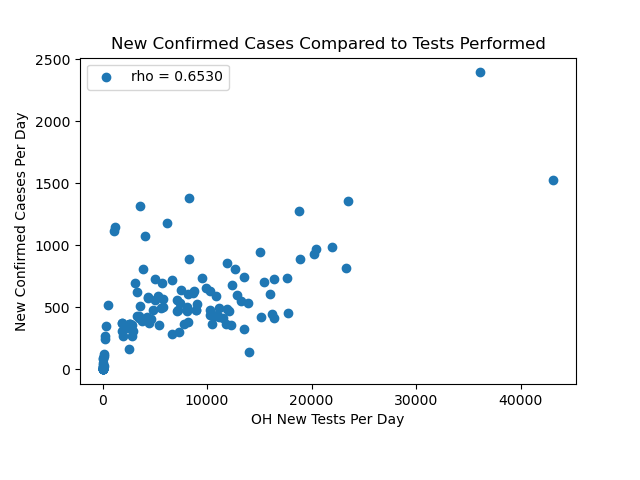 New Confirmed Cases Compared to Tests Performed
rho = 0.6530
New Confirmed Caeses Per Day
2500
2000
1500
1000
500
0
0 10000 20000 30000 40000
OH New Tests Per Day